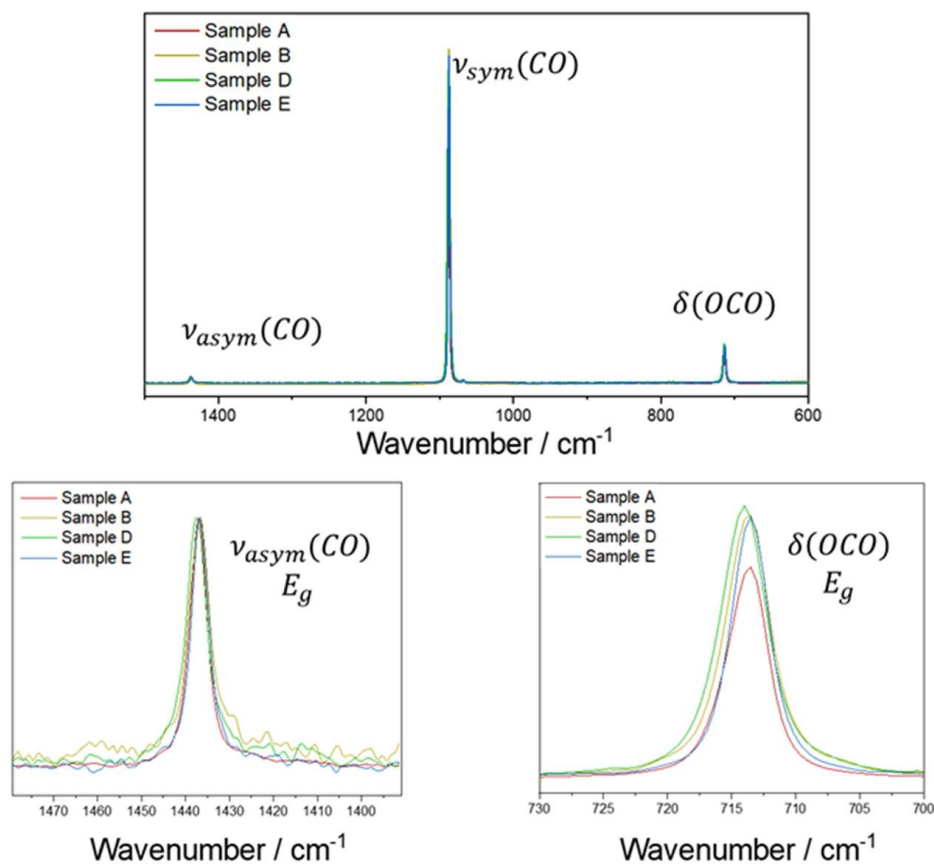 Sample A
Sample B
Sample D
Sample E
ν_sym(CO)
ν_asym(CO)
δ(OCO)
1400 1200 1000 800 600
Wavenumber / cm⁻¹
Sample A
Sample B
Sample D
Sample E
ν_asym(CO)
E_g
1470 1460 1450 1440 1430 1420 1410 1400
Wavenumber / cm⁻¹
Sample A
Sample B
Sample D
Sample E
δ(OCO)
E_g
730 725 720 715 710 705 700
Wavenumber / cm⁻¹